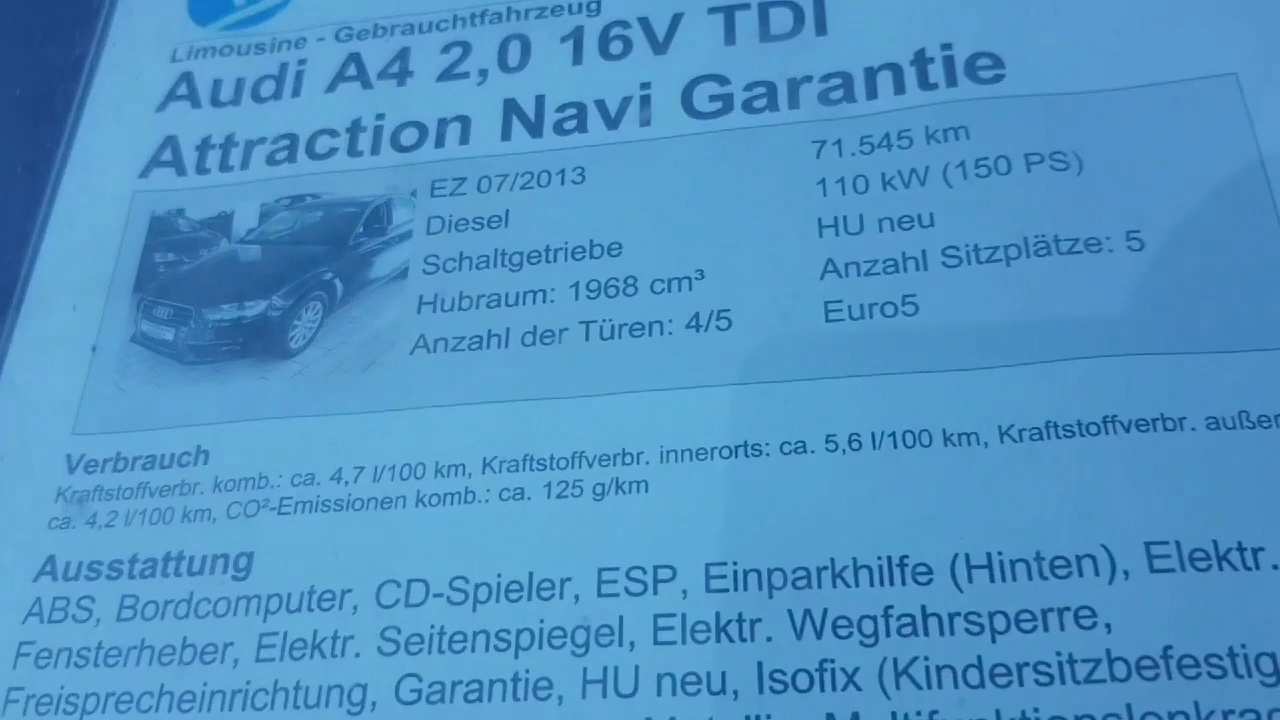 Limousine - Gebrauchtfahrzeug
Audi A4 2,0 16V TDI
Attraction Navi Garantie
EZ 07/2013
Diesel
Schaltgetriebe
Hubraum: 1968 cm³
Anzahl der Türen: 4/5
71.545 km
110 kW (150 PS)
HU neu
Anzahl Sitzplätze: 5
Euro5
Verbrauch
Kraftstoffverbr. komb.: ca. 4,7 l/100 km, Kraftstoffverbr. innerorts: ca. 5,6 l/100 km, Kraftstoffverbr. außer
ca. 4,2 l/100 km, CO²-Emissionen komb.: ca. 125 g/km
Ausstattung
ABS, Bordcomputer, CD-Spieler, ESP, Einparkhilfe (Hinten), Elektr.
Fensterheber, Elektr. Seitenspiegel, Elektr. Wegfahrsperre,
Freisprecheinrichtung, Garantie, HU neu, Isofix (Kindersitzbefestig